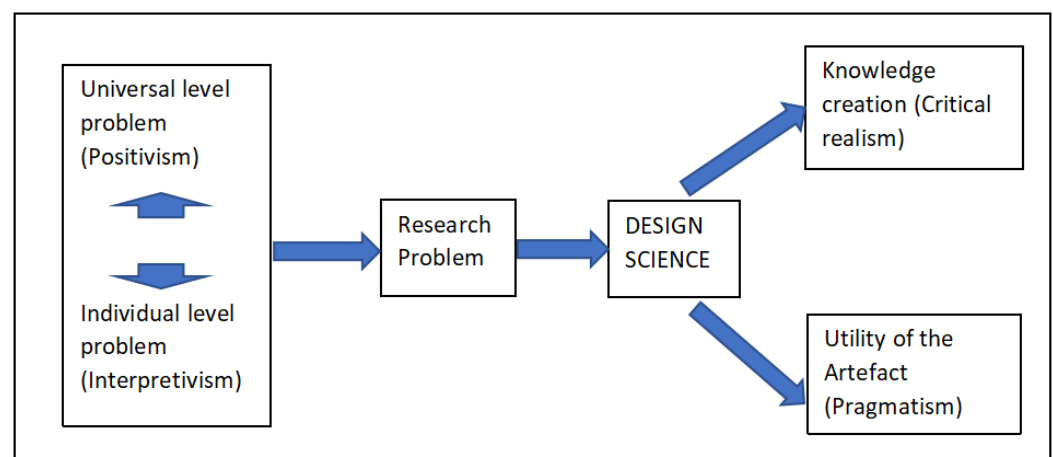 Universal level
problem
(Positivism)
Individual level
problem
(Interpretivism)
Research
Problem
DESIGN
SCIENCE
Knowledge
creation (Critical
realism)
Utility of the
Artefact
(Pragmatism)